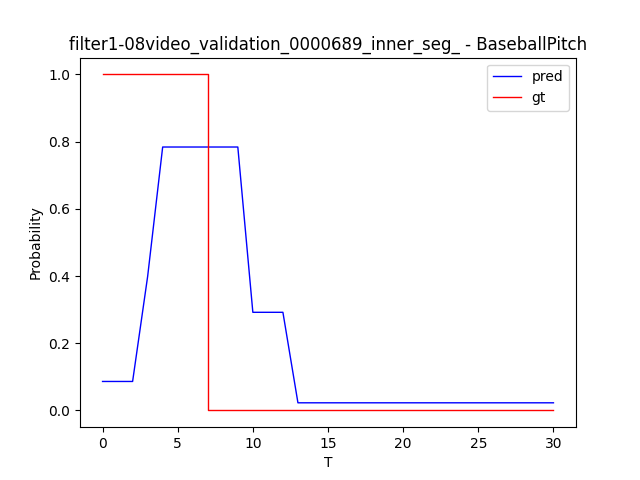 filter1-08video_validation_0000689_inner_seg_ - BaseballPitch
pred
gt
1.0
0.8
0.6
0.4
0.2
0.0
Probability
0
5
10
15
20
25
30
T